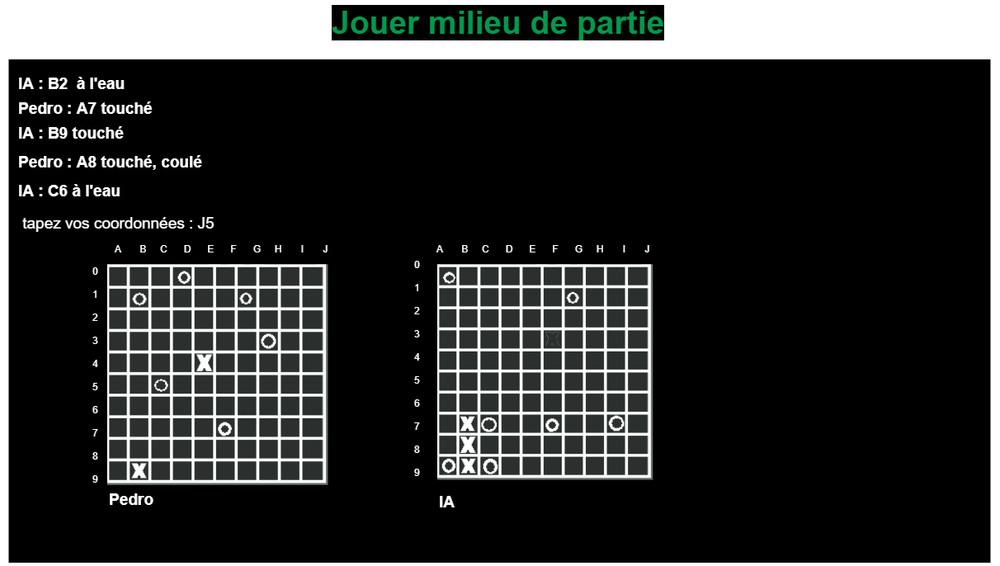 Jouer milieu de partie
IA : B2 à l'eau
Pedro : A7 touché
IA : B9 touché
Pedro : A8 touché, coulé
IA : C6 à l'eau
tapez vos coordonnées : J5
A B C D E F G H I J
0
1
2
3
4
5
6
7
8
9
Pedro
A B C D E F G H I J
0
1
2
3
4
5
6
7
8
9
IA